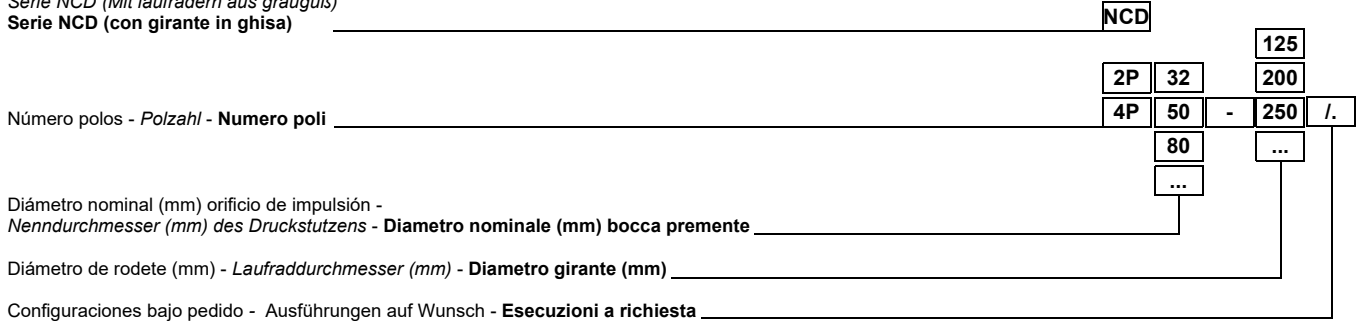 Serie NCD (Mit laufrädern aus grauguß)
Serie NCD (con girante in ghisa) NCD
125
2P 32 200
Número polos - Polzahl - Numero poli 4P 50 - 250 /.
80 ...
...
Diámetro nominal (mm) orificio de impulsión -
Nenndurchmesser (mm) des Druckstutzens - Diametro nominale (mm) bocca premente
Diámetro de rodete (mm) - Laufraddurchmesser (mm) - Diametro girante (mm)
Configuraciones bajo pedido - Ausführungen auf Wunsch - Esecuzioni a richiesta